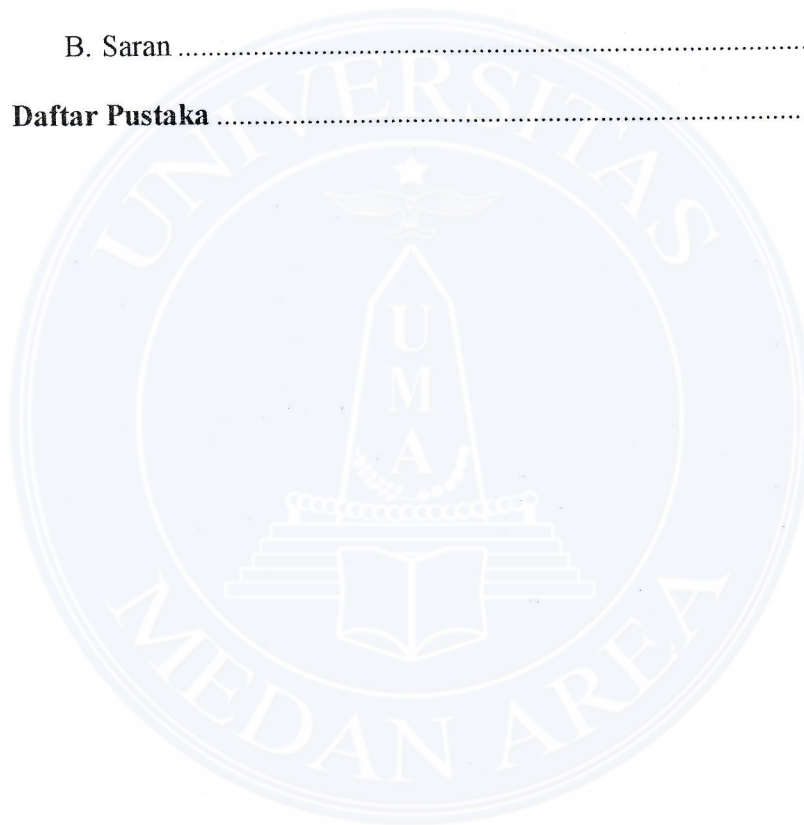 B. Saran ........................................................................................
Daftar Pustaka ...................................................................................
UNIVERSITAS
U
M
A
MEDAN AREA